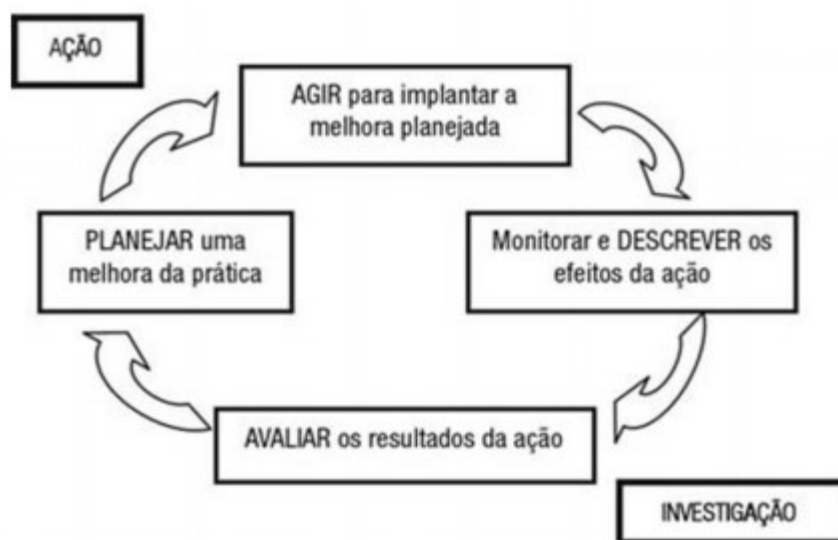 AÇÃO
AGIR para implantar a
melhora planejada
PLANEJAR uma
melhora da prática
Monitorar e DESCREVER os
efeitos da ação
AVALIAR os resultados da ação
INVESTIGAÇÃO